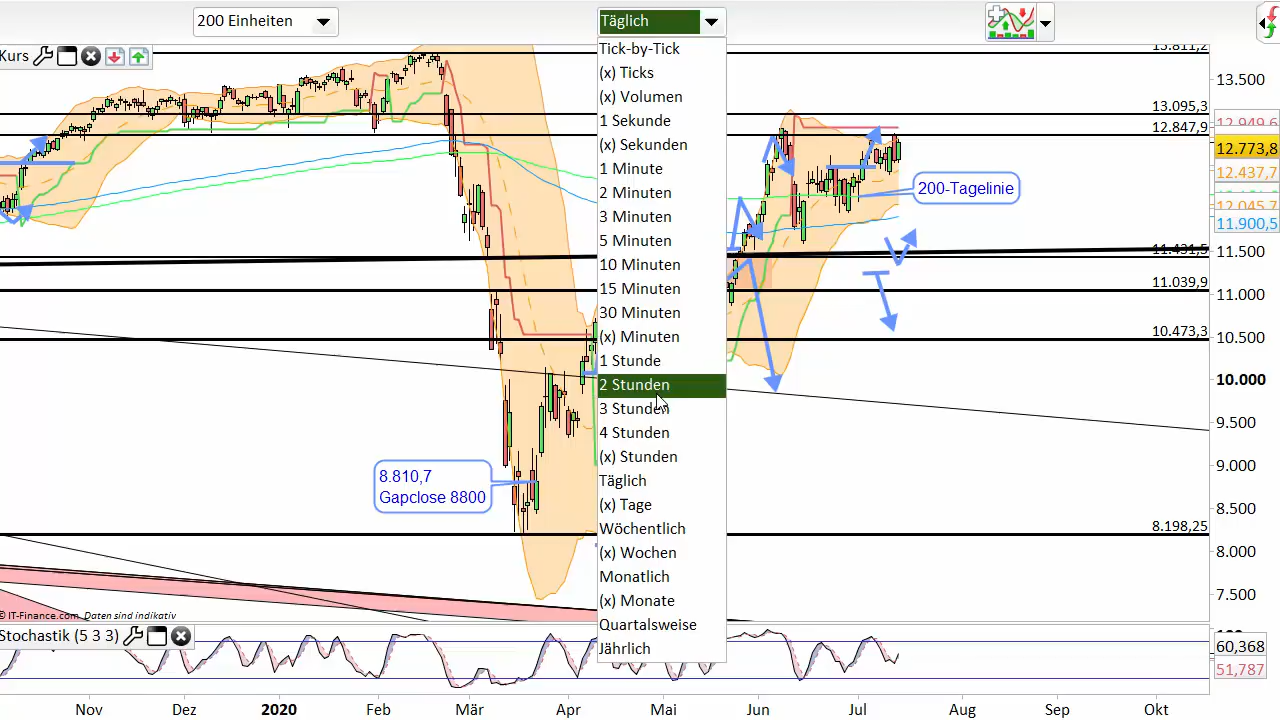 200 Einheiten
Täglich
Kurs
Tick-by-Tick
(x) Ticks
(x) Volumen
1 Sekunde
(x) Sekunden
1 Minute
2 Minuten
3 Minuten
5 Minuten
10 Minuten
15 Minuten
30 Minuten
(x) Minuten
1 Stunde
2 Stunden
3 Stunden
4 Stunden
(x) Stunden
Täglich
(x) Tage
Wöchentlich
(x) Wochen
Monatlich
(x) Monate
Quartalsweise
Jährlich
200-Tagelinie
8.810,7
Gapclose 8800
13.811,2
13.095,3
12.847,9
11.431,5
11.039,9
10.473,3
8.198,25
13.500
12.949,6
12.773,8
12.437,7
12.045,7
11.900,5
11.500
11.000
10.500
10.000
9.500
9.000
8.500
8.000
7.500
© IT-Finance.com Daten sind indikativ
Stochastik (5 3 3)
60,368
51,787
Nov
Dez
2020
Feb
Mär
Apr
Mai
Jun
Jul
Aug
Sep
Okt